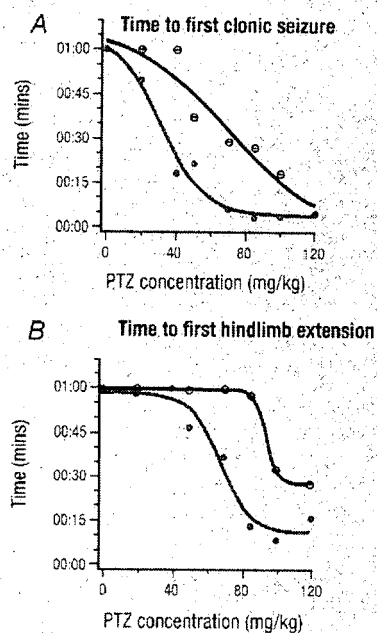 A Time to first clonic seizure
Time (mins)
01:00
00:45
00:30
00:15
00:00
0 40 80 120
PTZ concentration (mg/kg)
B Time to first hindlimb extension
Time (mins)
01:00
00:45
00:30
00:15
00:00
0 40 80 120
PTZ concentration (mg/kg)